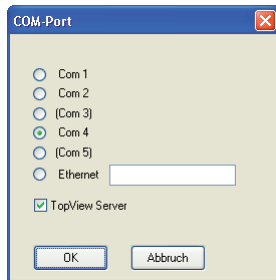 COM-Port
Com 1
Com 2
(Com 3)
Com 4
(Com 5)
Ethernet
TopView Server
OK Abbruch